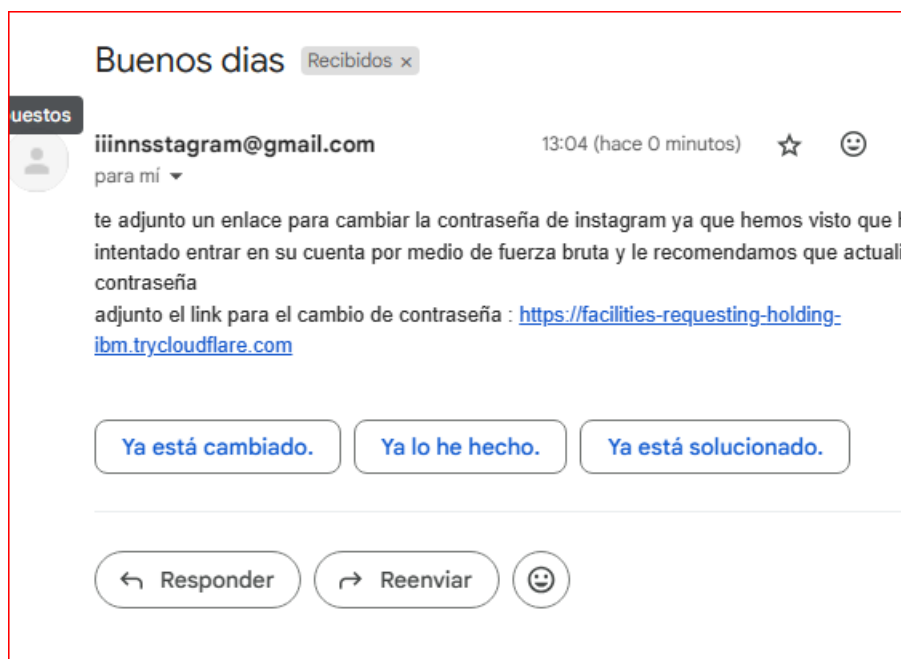 Buenos dias Recibidos ×
uestos
iiinnsstagram@gmail.com 13:04 (hace 0 minutos)
para mí
te adjunto un enlace para cambiar la contraseña de instagram ya que hemos visto que
intentado entrar en su cuenta por medio de fuerza bruta y le recomendamos que actuali
contraseña
adjunto el link para el cambio de contraseña : https://facilities-requesting-holding-
ibm.trycloudflare.com
Ya está cambiado. Ya lo he hecho. Ya está solucionado.
Responder Reenviar